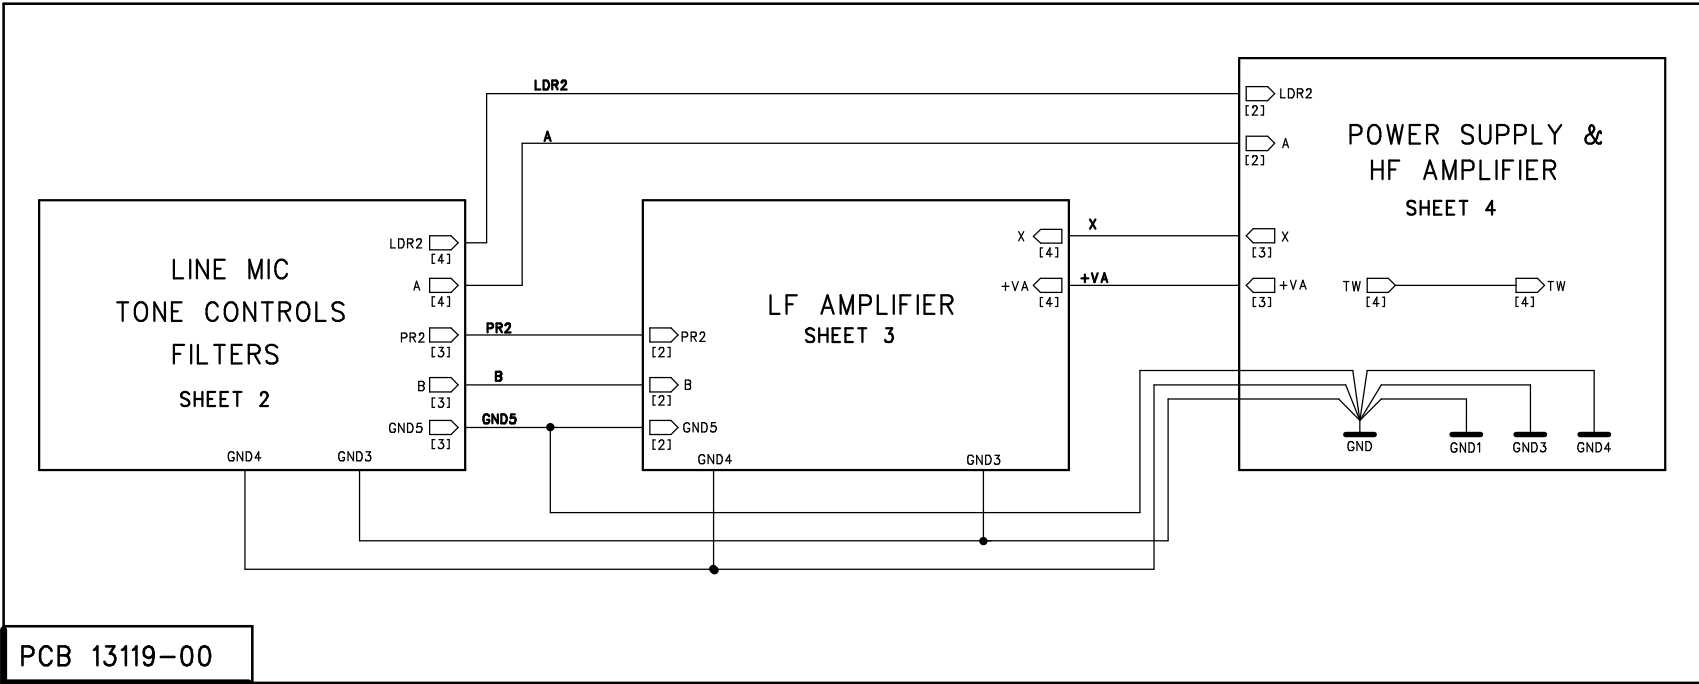 LDR2
A
LINE MIC
TONE CONTROLS
FILTERS
SHEET 2
LDR2
[4]
A
[4]
PR2
[3]
B
[3]
GND5
[3]
GND4
GND3
PR2
B
GND5
LF AMPLIFIER
SHEET 3
PR2
[2]
B
[2]
GND5
[2]
X
[4]
+VA
[4]
GND4
GND3
X
+VA
POWER SUPPLY &
HF AMPLIFIER
SHEET 4
LDR2
[2]
A
[2]
X
[3]
+VA
[3]
TW
[4]
TW
[4]
GND
GND1
GND3
GND4
PCB 13119-00